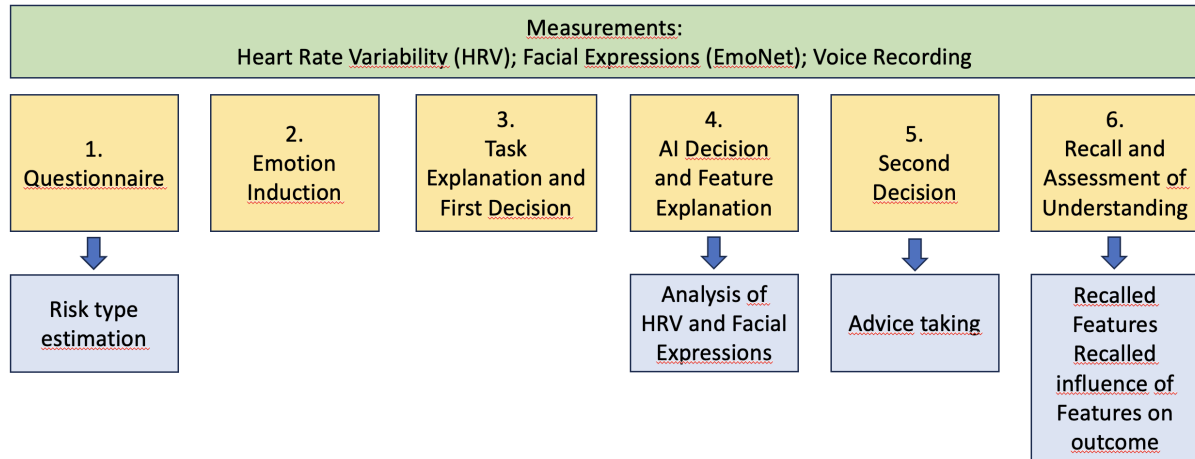 Measurements:
Heart Rate Variability (HRV); Facial Expressions (EmoNet); Voice Recording
1.
Questionnaire
2.
Emotion
Induction
3.
Task
Explanation and
First Decision
4.
AI Decision
and Feature
Explanation
5.
Second
Decision
6.
Recall and
Assessment of
Understanding
Risk type
estimation
Analysis of
HRV and Facial
Expressions
Advice taking
Recalled
Features
Recalled
influence of
Features on
outcome